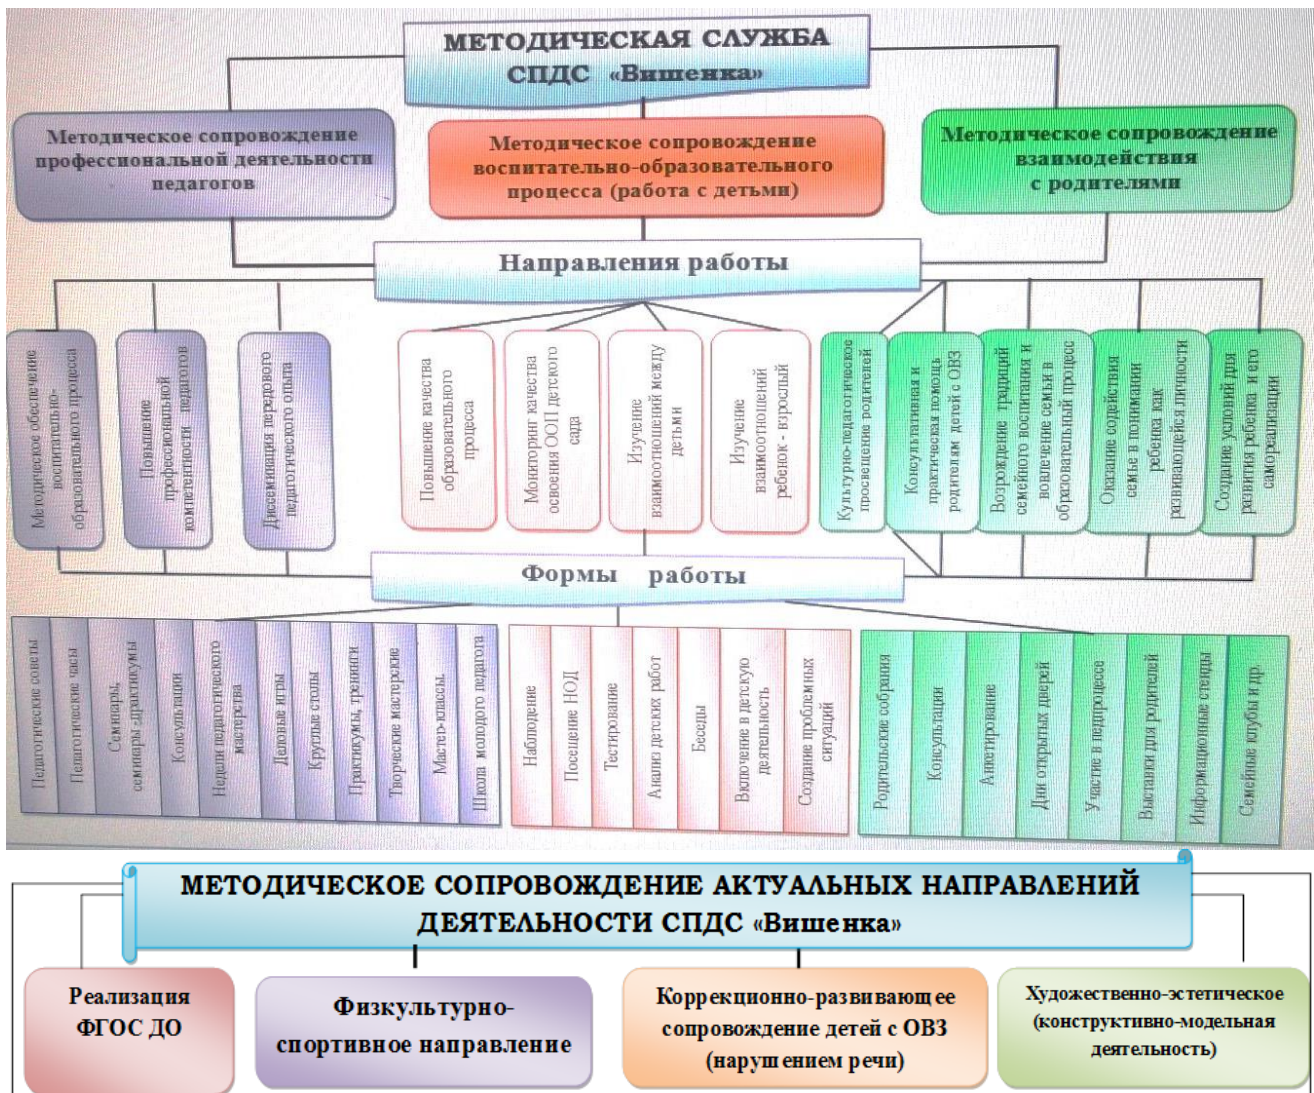 МЕТОДИЧЕСКАЯ СЛУЖБА
СПДС «Вишенка»
Методическое сопровождение
профессиональной деятельности
педагогов
Методическое сопровождение
воспитательно-образовательного
процесса (работа с детьми)
Методическое сопровождение
взаимодействия
с родителями
Направления работы
Методическое обеспечение
воспитательно-
образовательного процесса
Повышение
профессиональной
компетентности педагогов
Диссеминация передового
педагогического опыта
Повышение качества
образовательного
процесса
Мониторинг качества
освоения ООП детского
сада
Изучение
взаимоотношений между
детьми
Изучение
взаимоотношений
ребенок - взрослый
Культурно-педагогическое
просвещение родителей
Консультативная и
практическая помощь
родителям детей с ОВЗ
Возрождение традиций
семейного воспитания и
вовлечение семьи в
образовательный процесс
Оказание содействия
семье в понимании
ребенка как
развивающейся личности
Создание условий для
развития ребенка и его
самореализации
Формы работы
Педагогические советы
Педагогические часы
Семинары,
семинары-практикумы
Консультации
Недели педагогического
мастерства
Деловые игры
Круглые столы
Практикумы, тренинги
Творческие мастерские
Мастер-классы.
Школа молодого педагога
Наблюдение
Посещение НОД
Тестирование
Анализ детских работ
Беседы
Включение в детскую
деятельность
Создание проблемных
ситуаций
Родительские собрания
Консультации
Анкетирование
Дни открытых дверей
Участие в педпроцессе
Выставки для родителей
Информационные стенды
Семейные клубы и др.
МЕТОДИЧЕСКОЕ СОПРОВОЖДЕНИЕ АКТУАЛЬНЫХ НАПРАВЛЕНИЙ
ДЕЯТЕЛЬНОСТИ СПДС «Вишенка»
Реализация
ФГОС ДО
Физкультурно-
спортивное направление
Коррекционно-развивающее
сопровождение детей с ОВЗ
(нарушением речи)
Художественно-эстетическое
(конструктивно-модельная
деятельность)